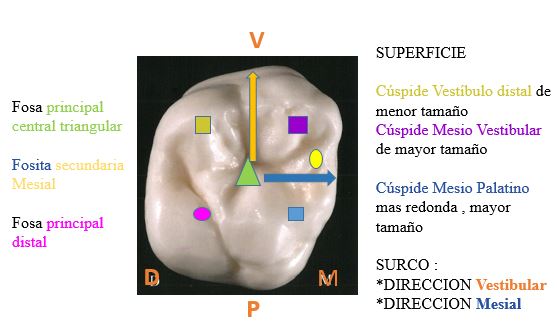 V
SUPERFICIE
Cúspide Vestíbulo distal de
menor tamaño
Cúspide Mesio Vestibular
de mayor tamaño
Cúspide Mesio Palatino
mas redonda , mayor
tamaño
SURCO :
*DIRECCION Vestibular
*DIRECCION Mesial
Fosa principal
central triangular
Fosita secundaria
Mesial
Fosa principal
distal
D
M
P